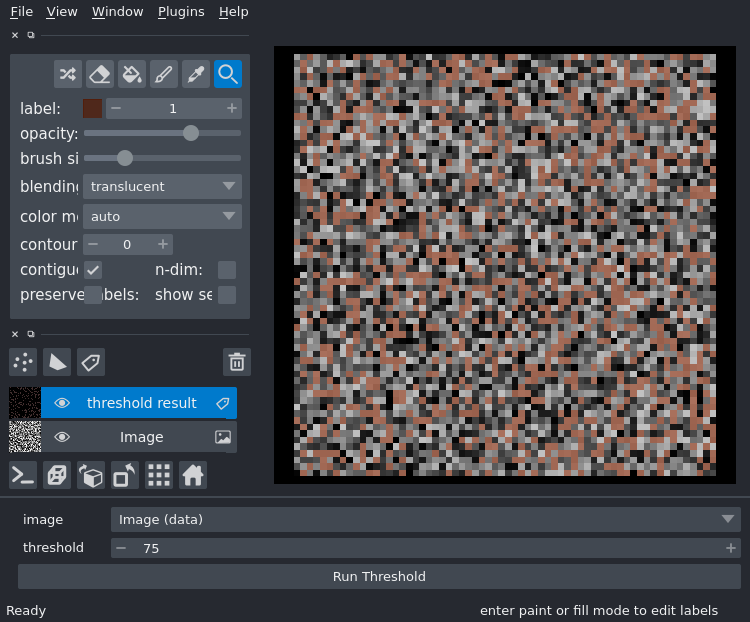 File View Window Plugins Help
label: 1
opacity:
brush si
blending translucent
color m auto
contour 0
contigu n-dim:
preserve abels: show se
threshold result
Image
image Image (data)
threshold 75
Run Threshold
Ready enter paint or fill mode to edit labels